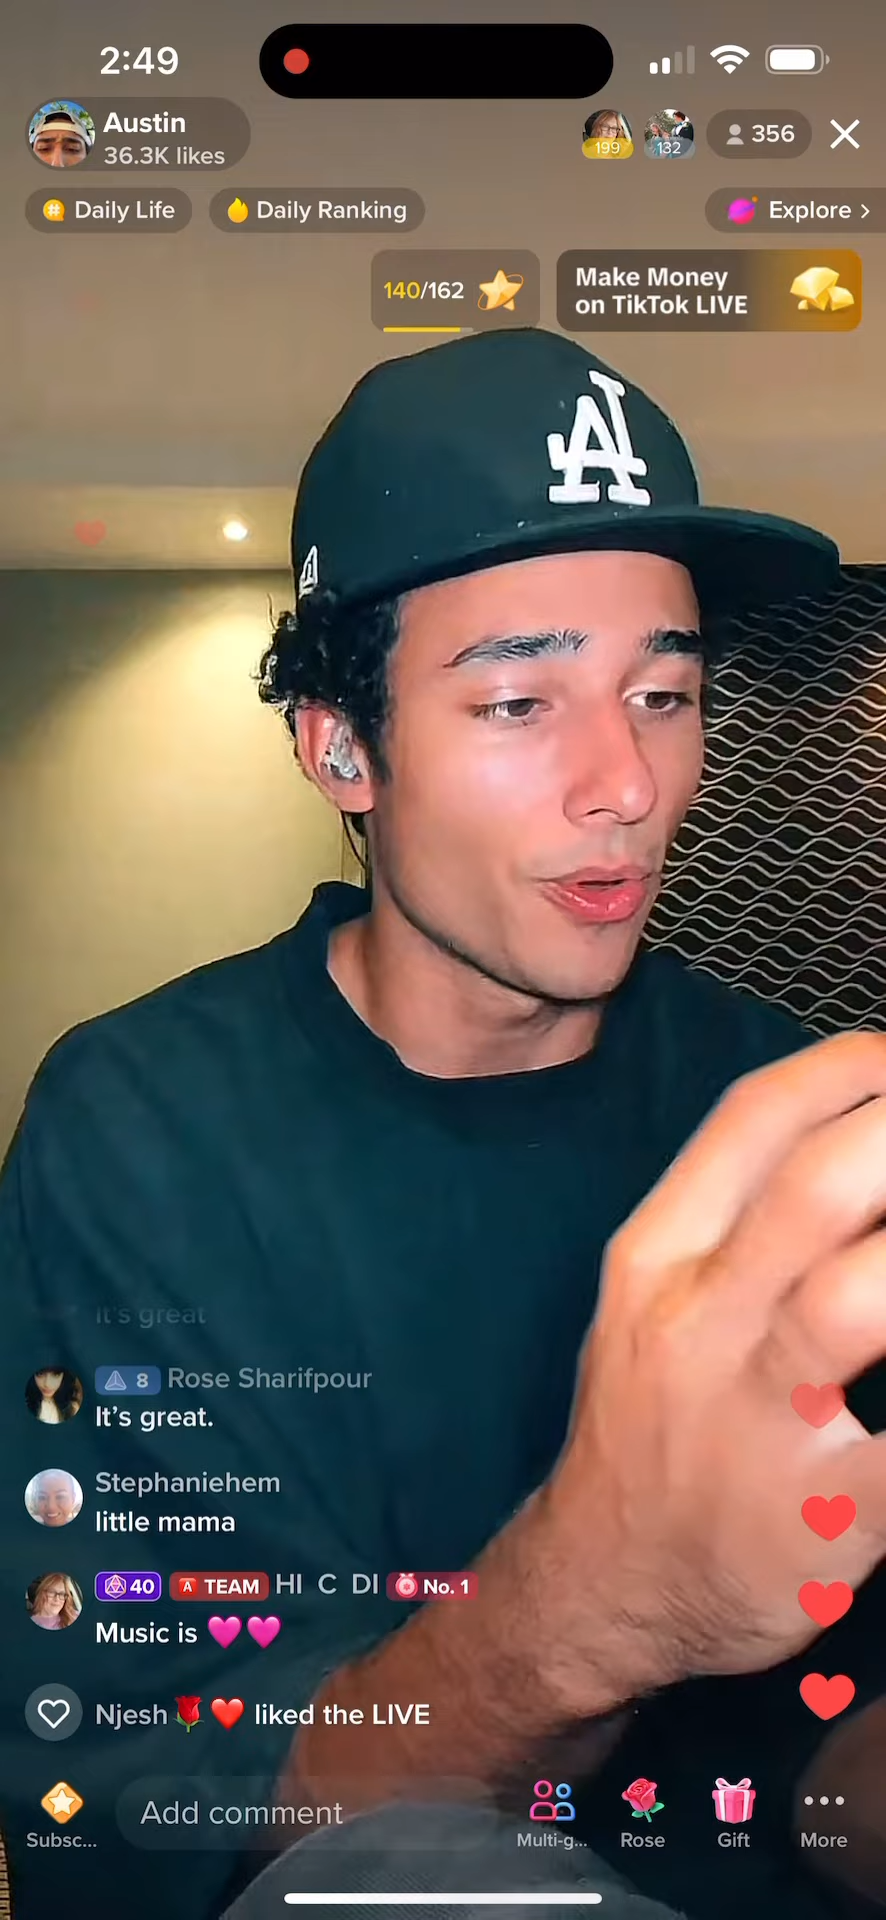 2:49
Austin
36.3K likes
199
132
356
Daily Life
Daily Ranking
Explore >
140/162
Make Money
on TikTok LIVE
LA
It's great
8 Rose Sharifpour
It's great.
Stephaniehem
little mama
40 A TEAM HI C DI No. 1
Music is 💗💗
Njesh🌹❤️ liked the LIVE
Add comment
Subsc...
Multi-g...
Rose
Gift
More